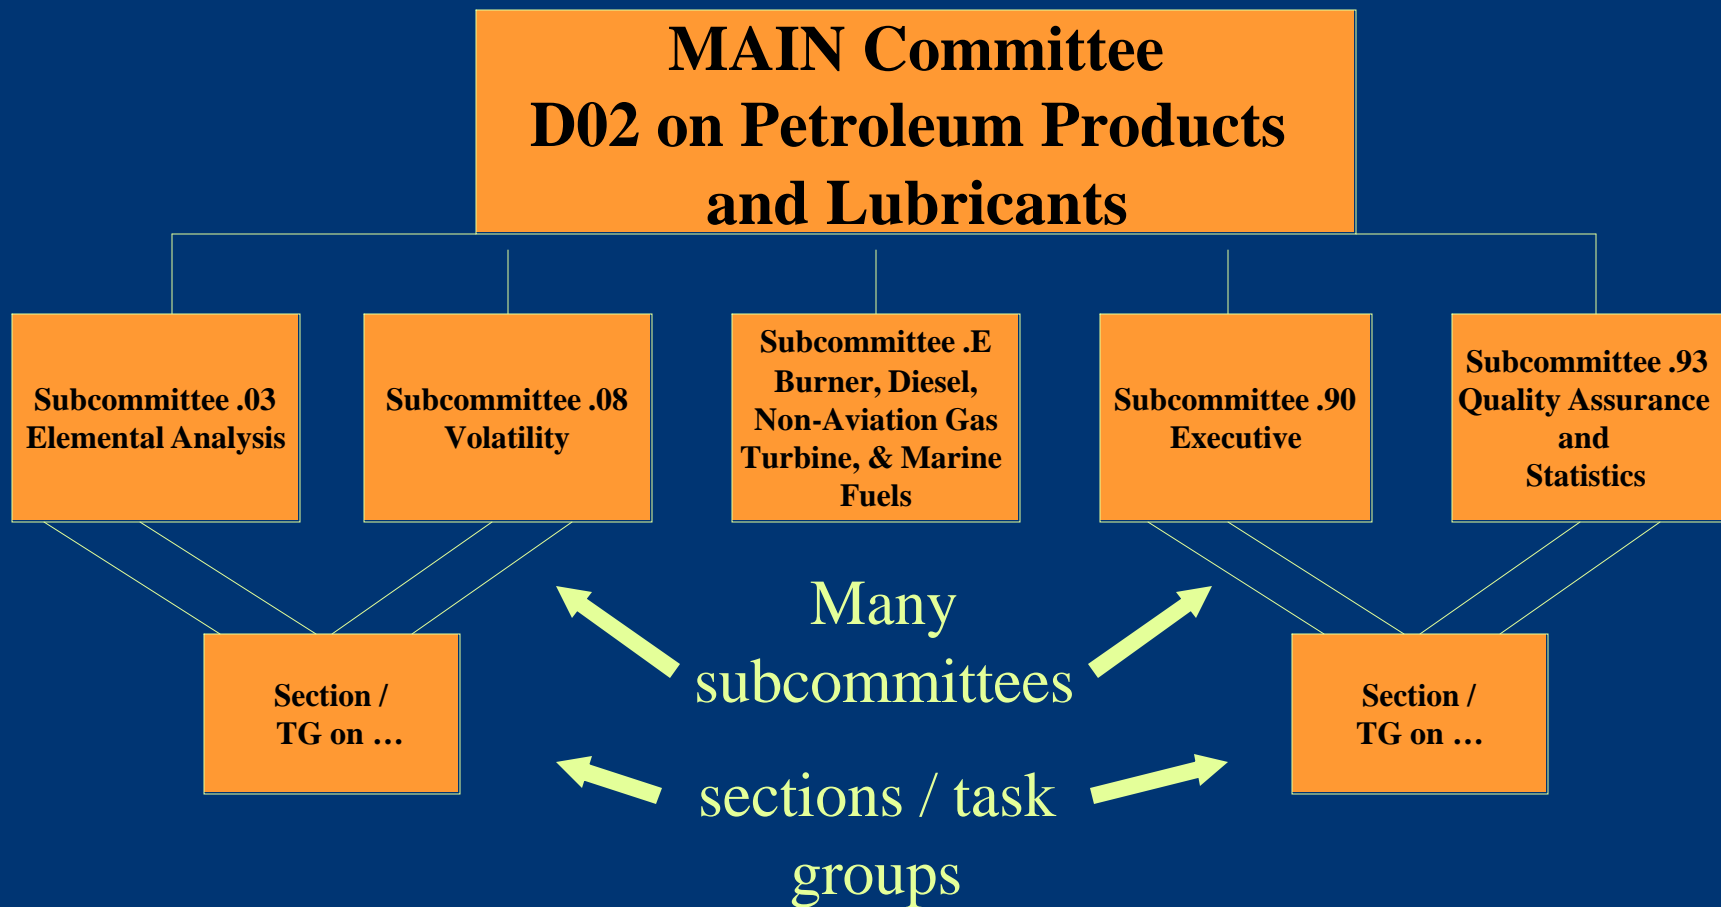 MAIN Committee
D02 on Petroleum Products
and Lubricants
Subcommittee .03
Elemental Analysis
Subcommittee .08
Volatility
Subcommittee .E
Burner, Diesel,
Non-Aviation Gas
Turbine, & Marine
Fuels
Subcommittee .90
Executive
Subcommittee .93
Quality Assurance
and
Statistics
Many
subcommittees
Section /
TG on …
Section /
TG on …
sections / task
groups